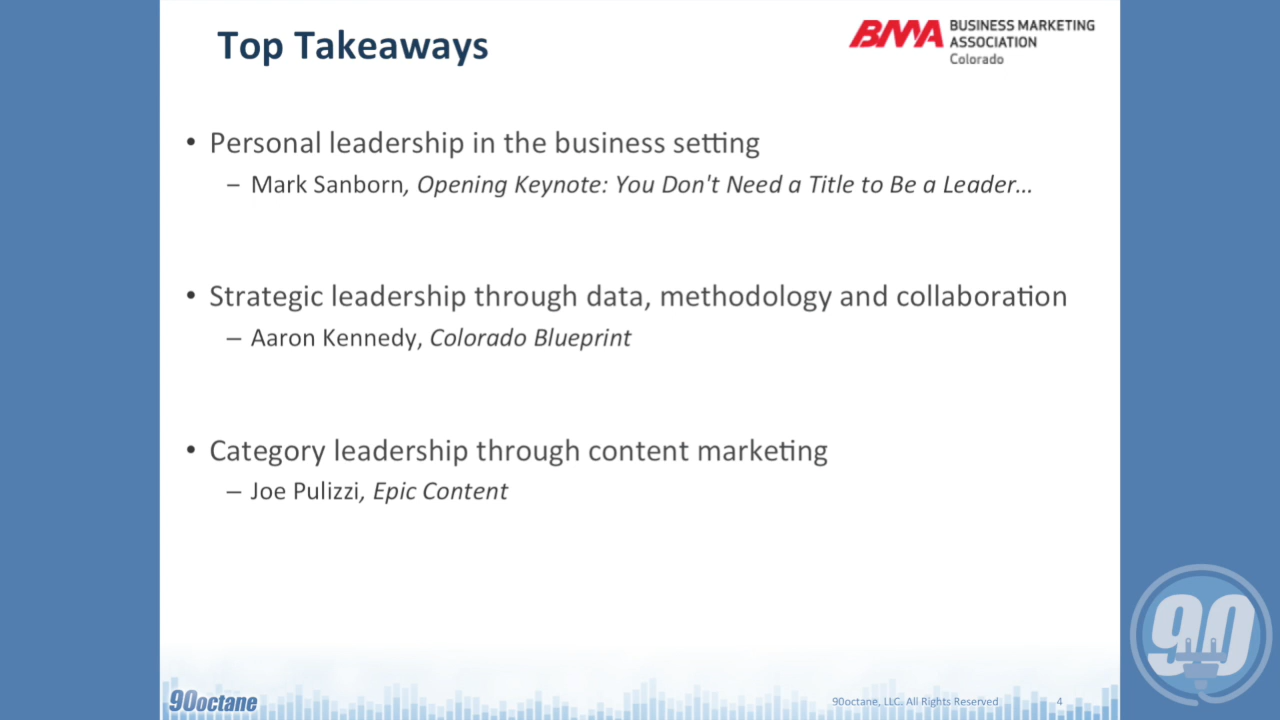 Top Takeaways
BMA BUSINESS MARKETING
ASSOCIATION
Colorado
• Personal leadership in the business setting
– Mark Sanborn, Opening Keynote: You Don't Need a Title to Be a Leader…
• Strategic leadership through data, methodology and collaboration
– Aaron Kennedy, Colorado Blueprint
• Category leadership through content marketing
– Joe Pulizzi, Epic Content
90octane
90octane, LLC. All Rights Reserved
4
90